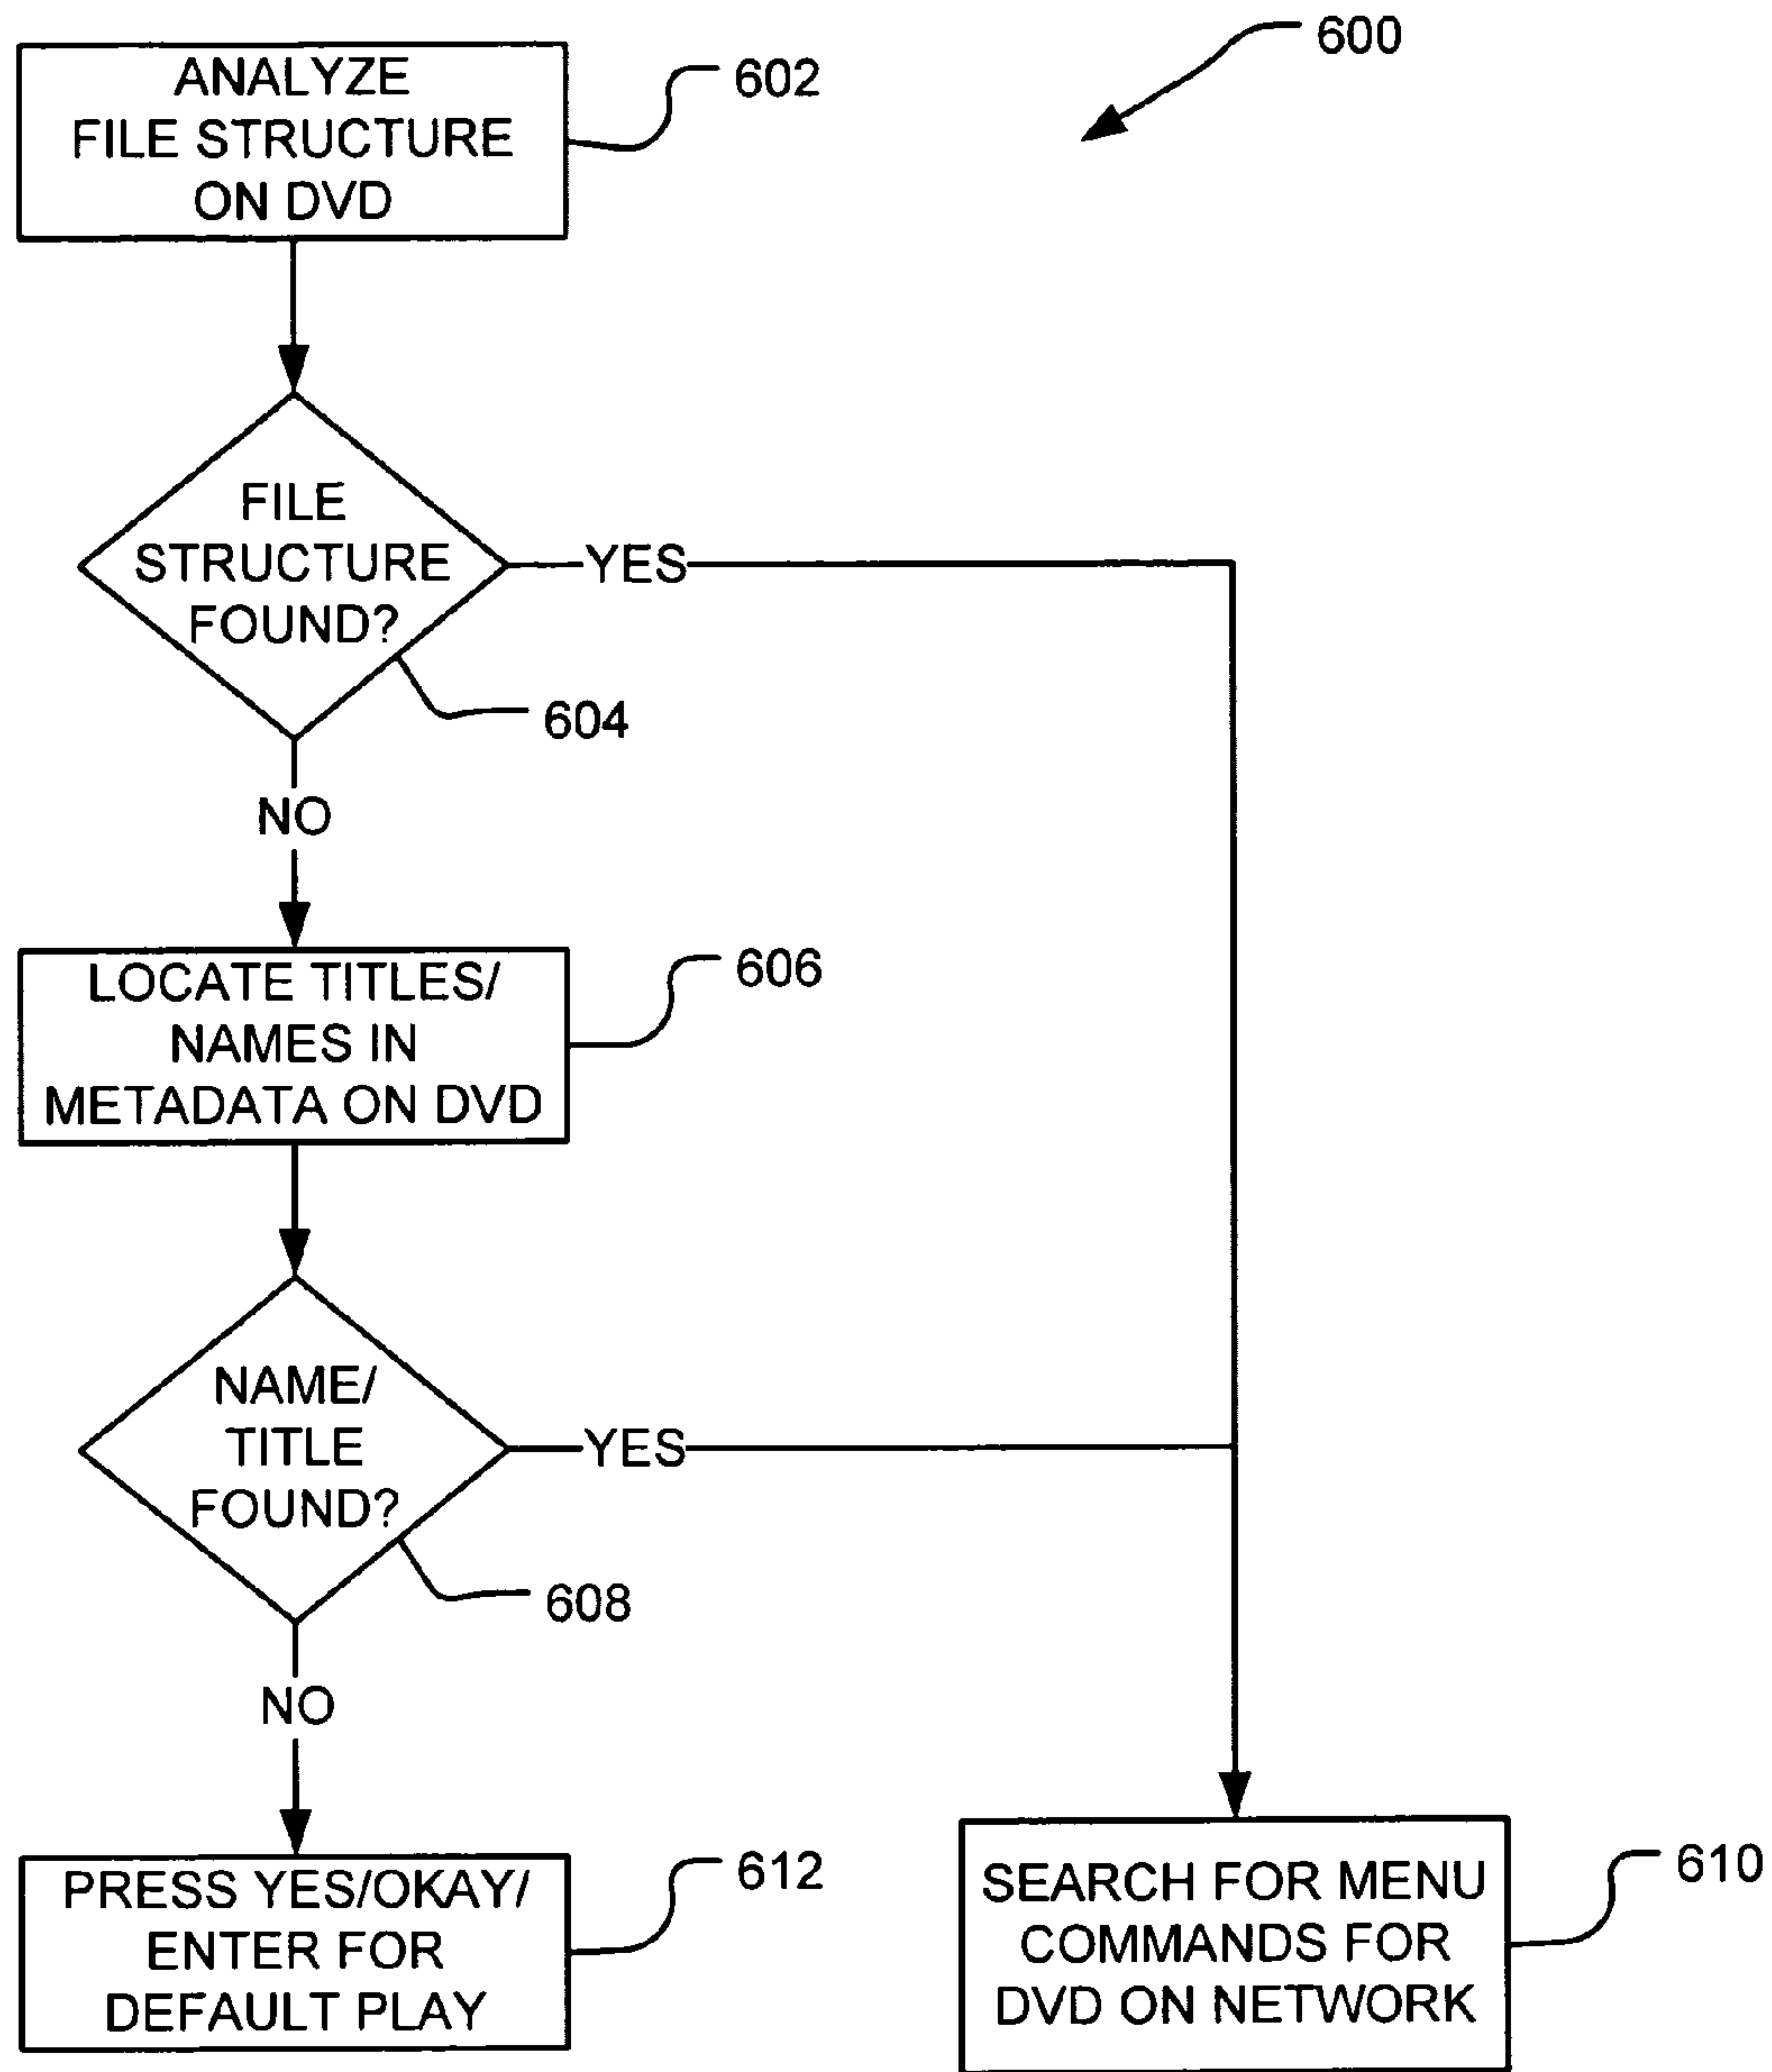 600
ANALYZE
FILE STRUCTURE
ON DVD
602
FILE
STRUCTURE
FOUND?
YES
604
NO
LOCATE TITLES/
NAMES IN
METADATA ON DVD
606
NAME/
TITLE
FOUND?
YES
608
NO
PRESS YES/OKAY/
ENTER FOR
DEFAULT PLAY
612
SEARCH FOR MENU
COMMANDS FOR
DVD ON NETWORK
610